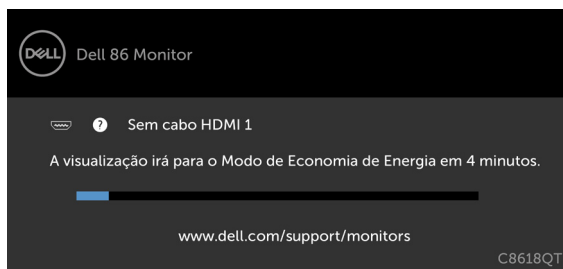 DELL
Dell 86 Monitor
Sem cabo HDMI 1
A visualização irá para o Modo de Economia de Energia em 4 minutos.
www.dell.com/support/monitors
C8618QT